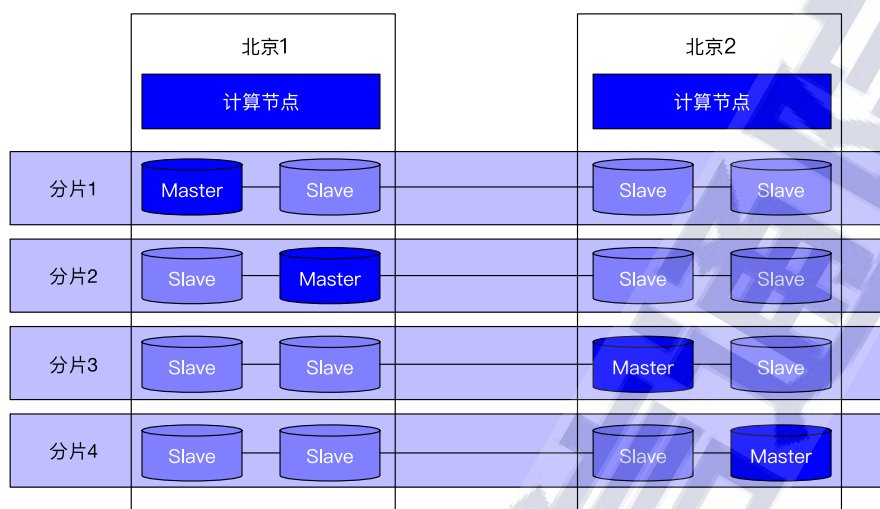 北京1
北京2
计算节点
计算节点
分片1
Master
Slave
Slave
Slave
分片2
Slave
Master
Slave
Slave
分片3
Slave
Slave
Master
Slave
分片4
Slave
Slave
Slave
Master